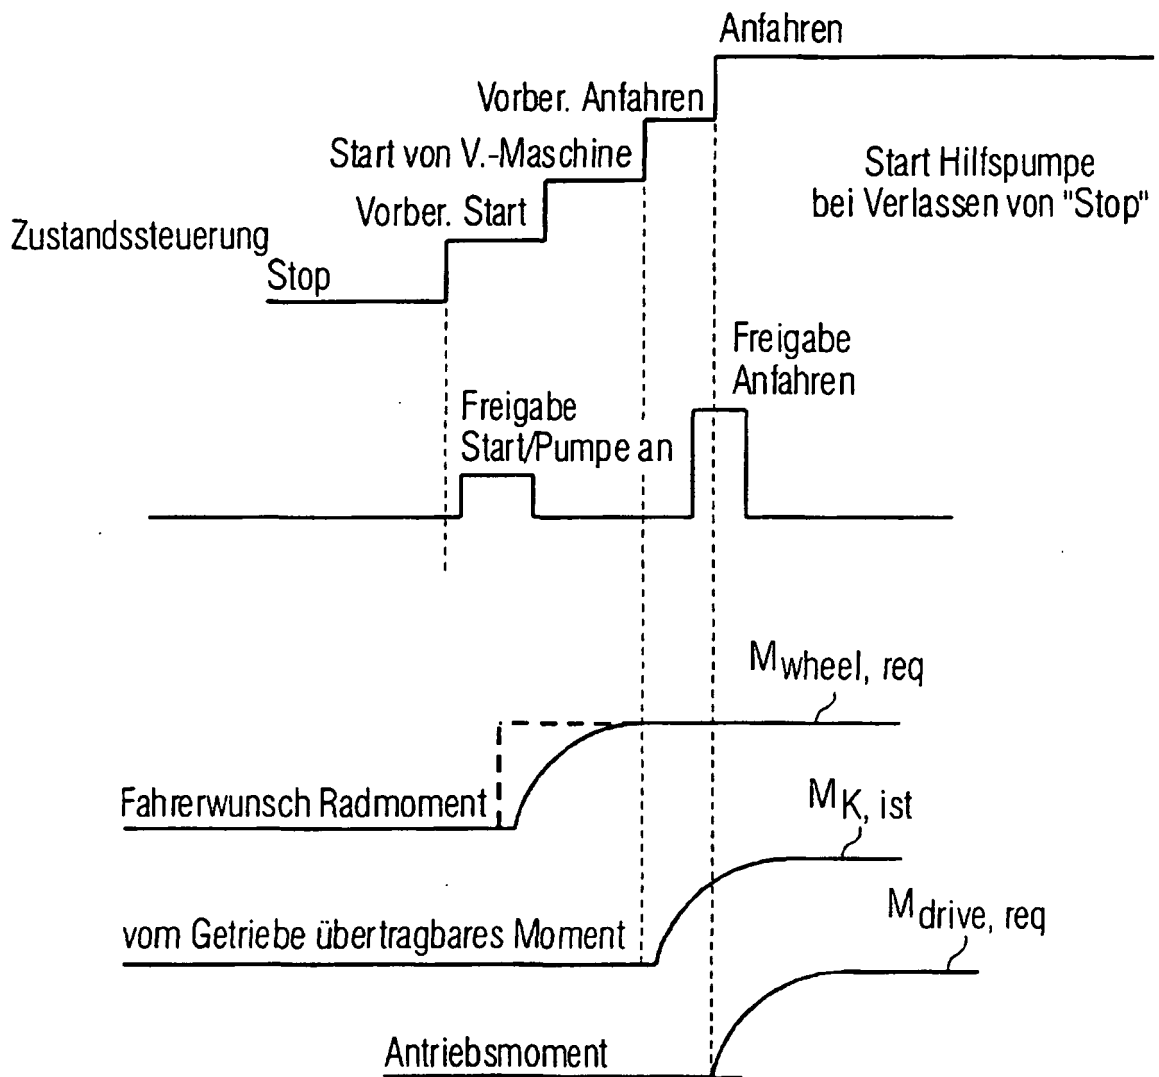 Anfahren
Vorber. Anfahren
Start von V.-Maschine
Start Hilfspumpe
bei Verlassen von "Stop"
Vorber. Start
Zustandssteuerung
Stop
Freigabe
Anfahren
Freigabe
Start/Pumpe an
Mwheel, req
Fahrerwunsch Radmoment
MK, ist
vom Getriebe übertragbares Moment
Mdrive, req
Antriebsmoment